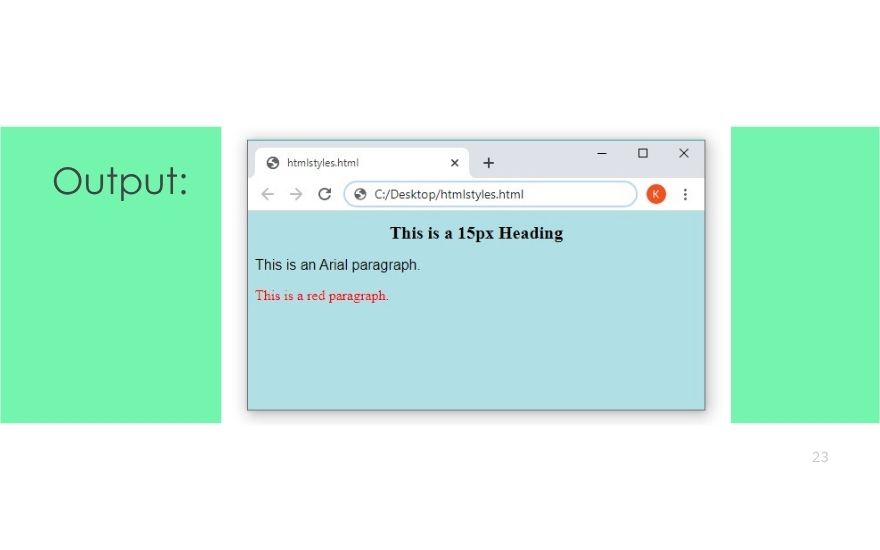 Output:
htmlstyles.html
C:/Desktop/htmlstyles.html
K
This is a 15px Heading
This is an Arial paragraph.
This is a red paragraph.
23